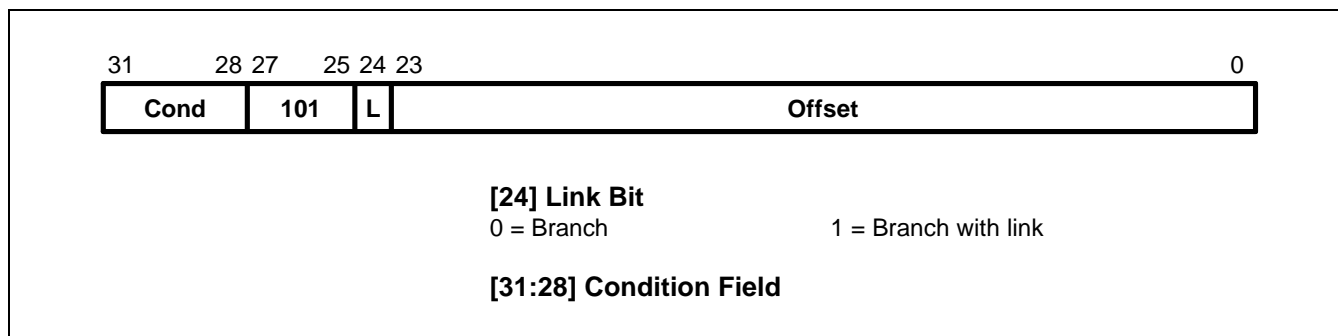 31 28 27 25 24 23 0
Cond 101 L Offset
[24] Link Bit
0 = Branch 1 = Branch with link
[31:28] Condition Field